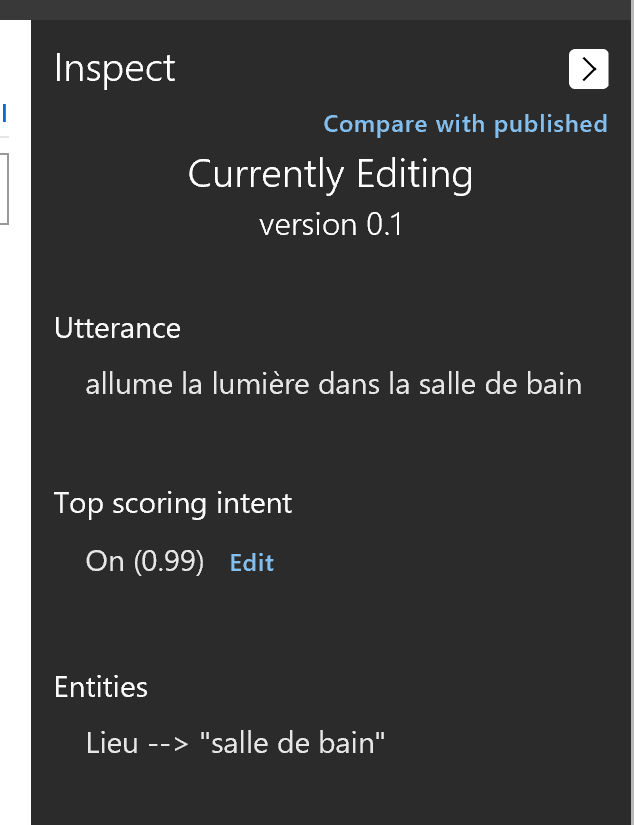 Inspect
Compare with published
Currently Editing
version 0.1
Utterance
allume la lumière dans la salle de bain
Top scoring intent
On (0.99) Edit
Entities
Lieu --> "salle de bain"